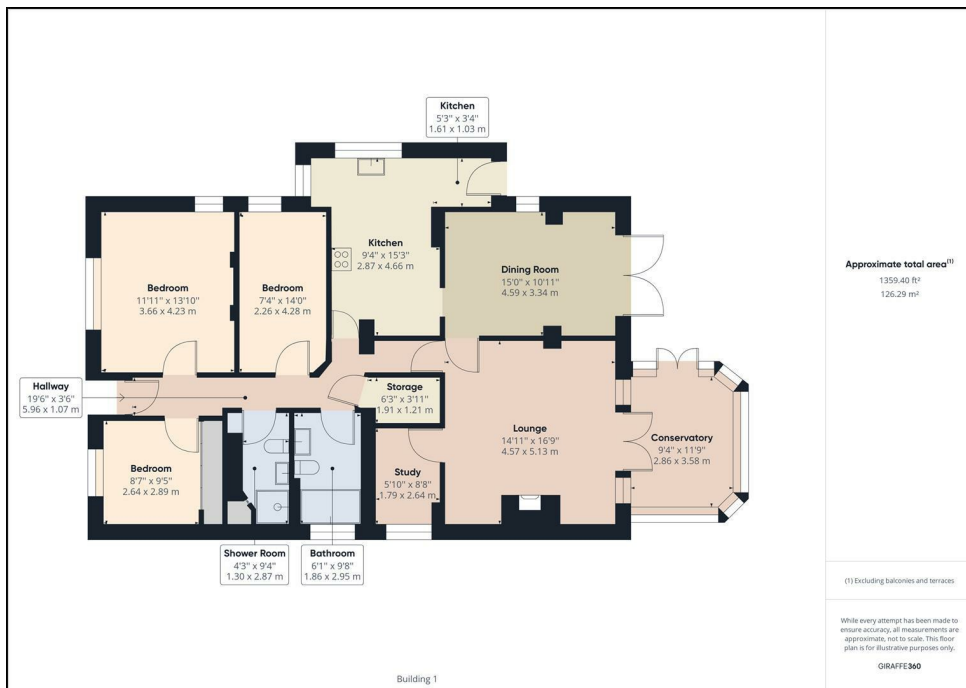 Kitchen
5'3" x 3'4"
1.61 x 1.03 m
Kitchen
9'4" x 15'3"
2.87 x 4.66 m
Dining Room
15'0" x 10'11"
4.59 x 3.34 m
Bedroom
11'11" x 13'10"
3.66 x 4.23 m
Bedroom
7'4" x 14'0"
2.26 x 4.28 m
Hallway
19'6" x 3'6"
5.96 x 1.07 m
Storage
6'3" x 3'11"
1.91 x 1.21 m
Lounge
14'11" x 16'9"
4.57 x 5.13 m
Conservatory
9'4" x 11'9"
2.86 x 3.58 m
Bedroom
8'7" x 9'5"
2.64 x 2.89 m
Study
5'10" x 8'8"
1.79 x 2.64 m
Shower Room
4'3" x 9'4"
1.30 x 2.87 m
Bathroom
6'1" x 9'8"
1.86 x 2.95 m
Building 1
Approximate total area(1)
1359.40 ft²
126.29 m²
(1) Excluding balconies and terraces
While every attempt has been made to
ensure accuracy, all measurements are
approximate, not to scale. This floor
plan is for illustrative purposes only.
GIRAFFE360